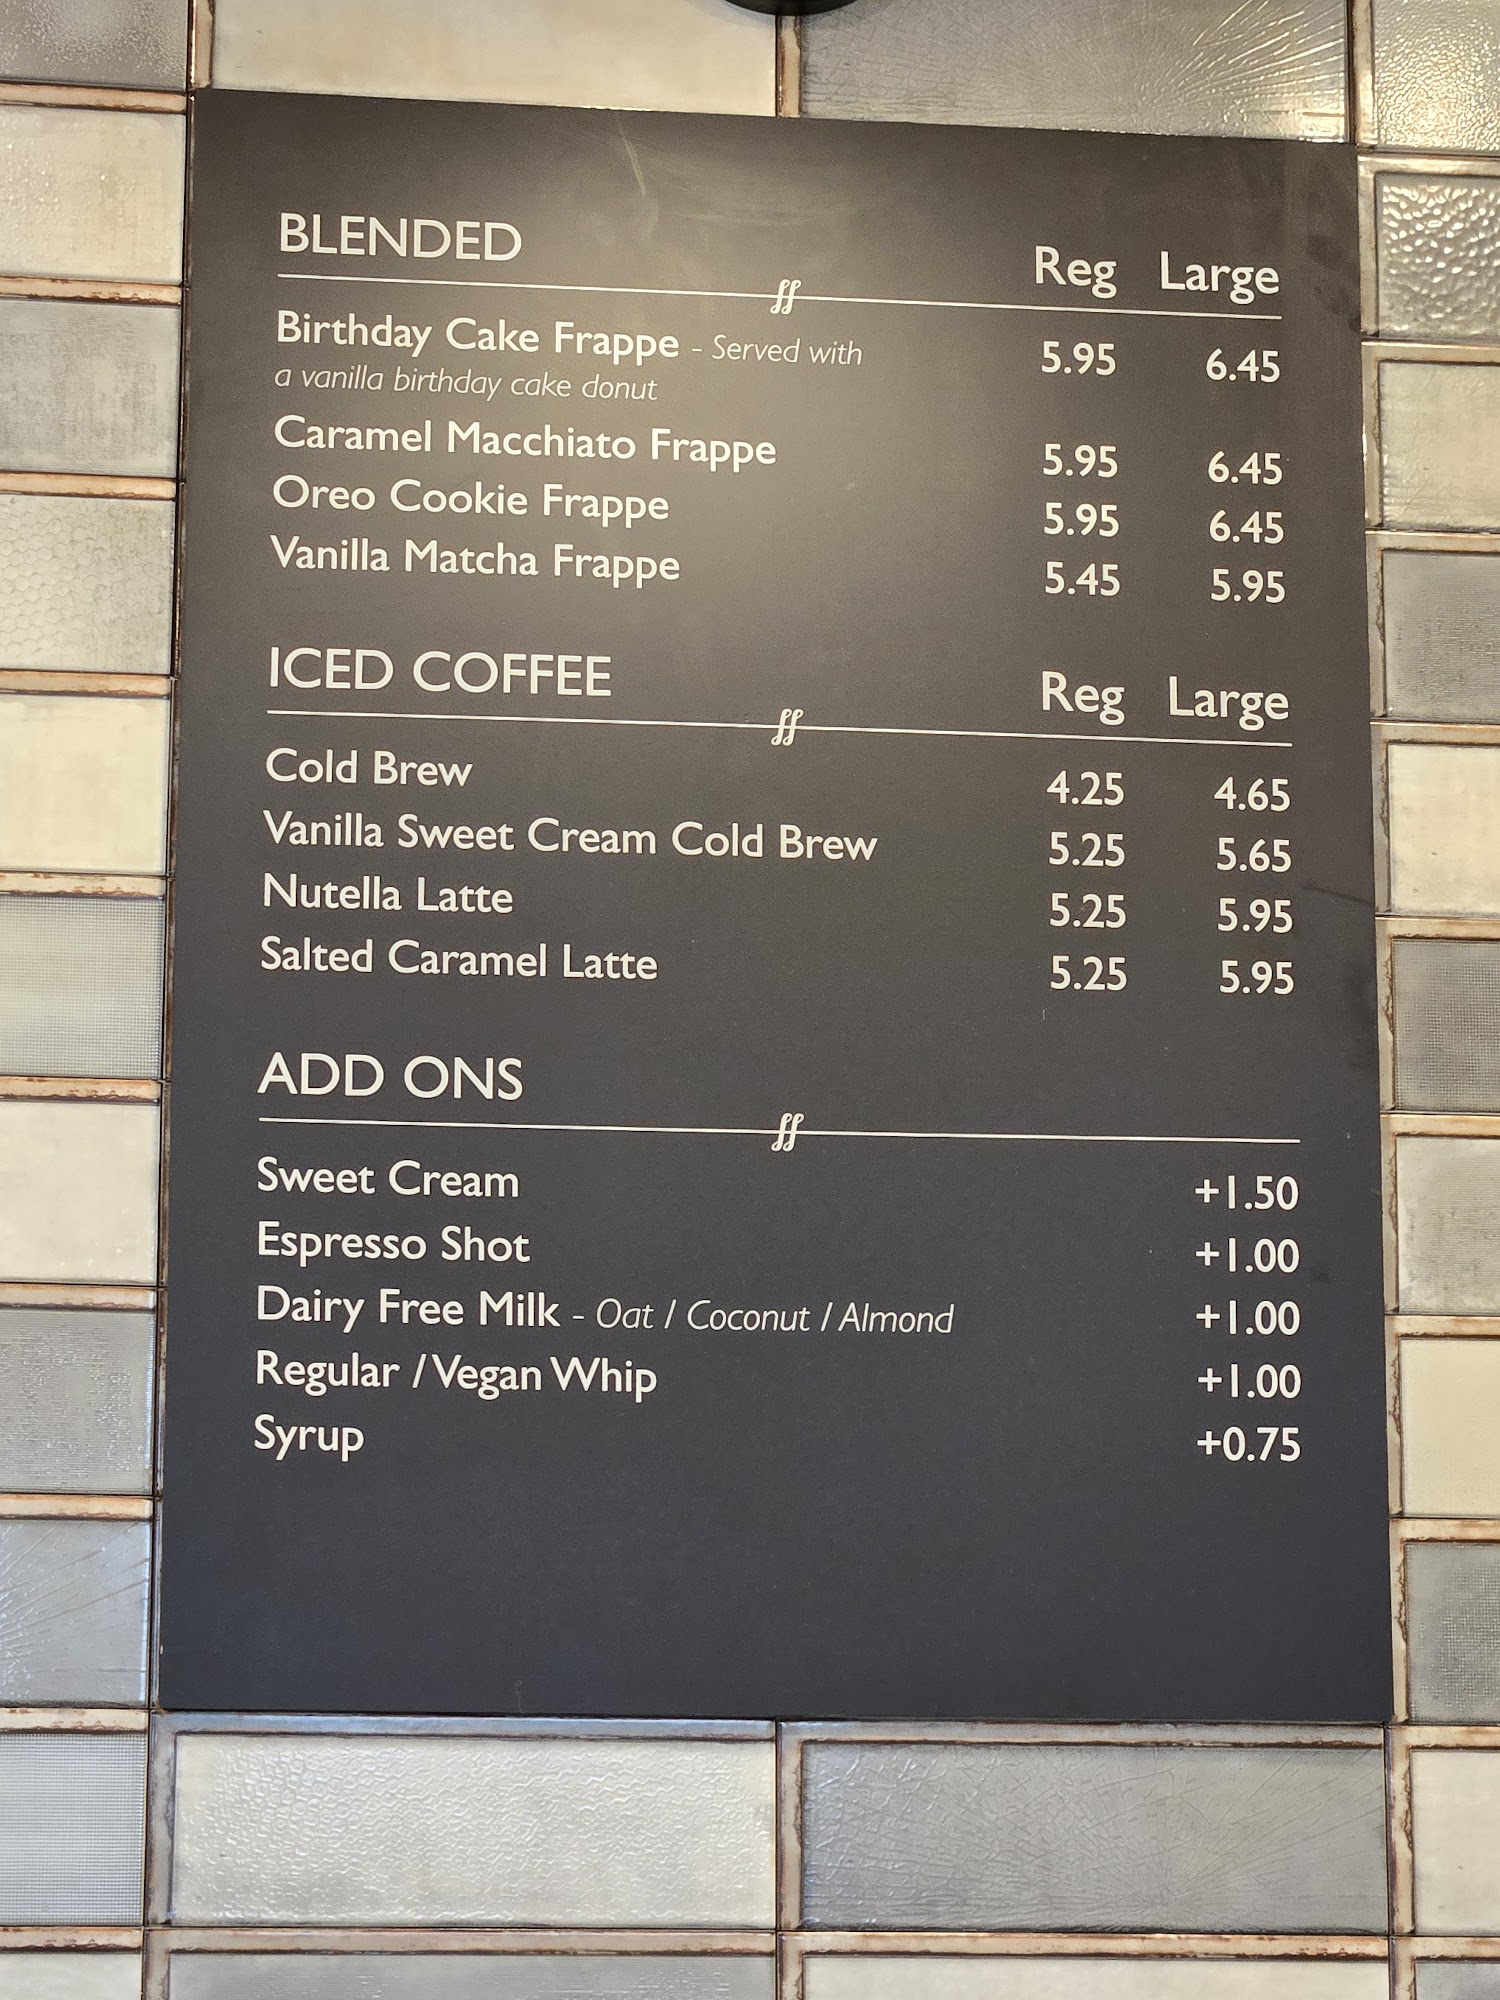 BLENDED Reg Large
Birthday Cake Frappe - Served with 5.95 6.45
a vanilla birthday cake donut
Caramel Macchiato Frappe 5.95 6.45
Oreo Cookie Frappe 5.95 6.45
Vanilla Matcha Frappe 5.45 5.95
ICED COFFEE Reg Large
Cold Brew 4.25 4.65
Vanilla Sweet Cream Cold Brew 5.25 5.65
Nutella Latte 5.25 5.95
Salted Caramel Latte 5.25 5.95
ADD ONS
Sweet Cream +1.50
Espresso Shot +1.00
Dairy Free Milk - Oat / Coconut / Almond +1.00
Regular / Vegan Whip +1.00
Syrup +0.75